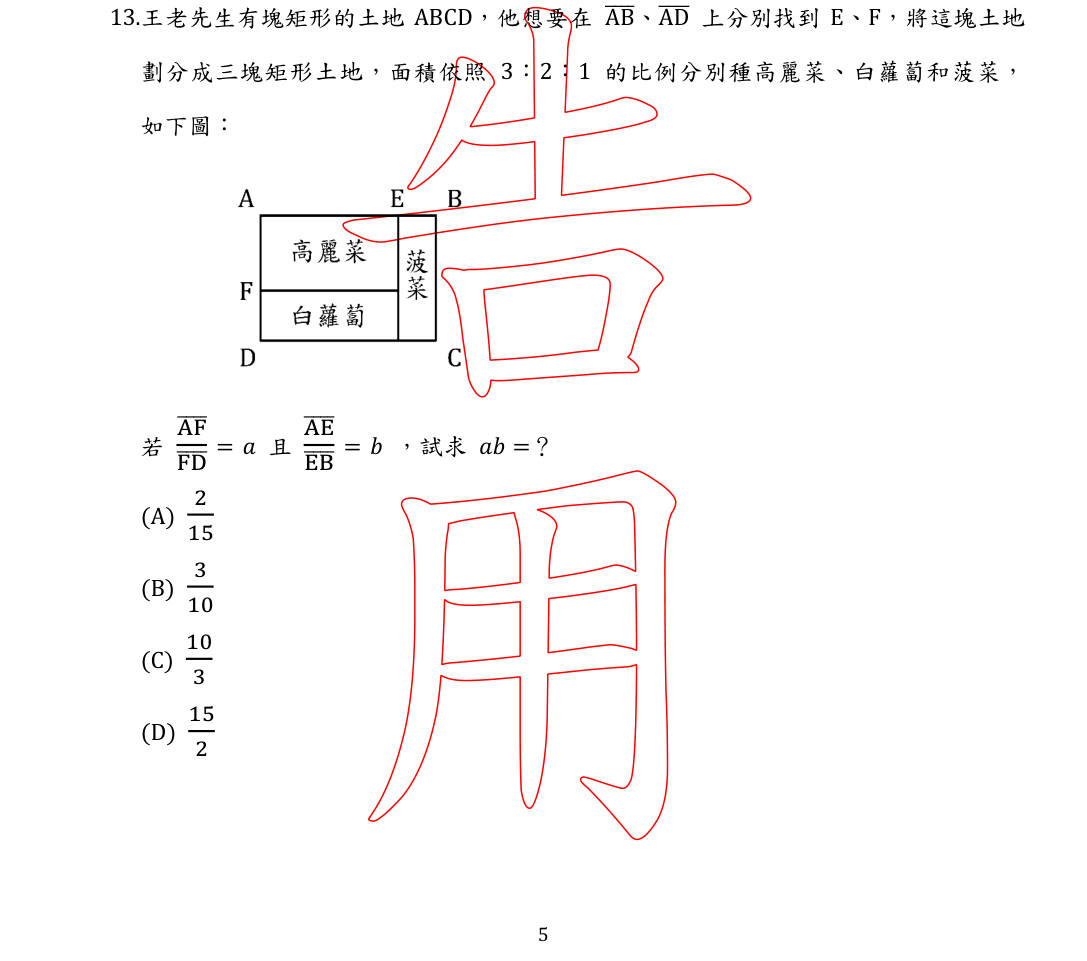 13.王老先生有塊矩形的土地 ABCD，他想要在 AB、AD 上分別找到 E、F，將這塊土地
劃分成三塊矩形土地，面積依照 3：2：1 的比例分別種高麗菜、白蘿蔔和菠菜，
如下圖：
A E B
高麗菜
菠菜
F
白蘿蔔
D C
若 AF/FD = a 且 AE/EB = b ，試求 ab =？
(A) 2/15
(B) 3/10
(C) 10/3
(D) 15/2
告
用
5